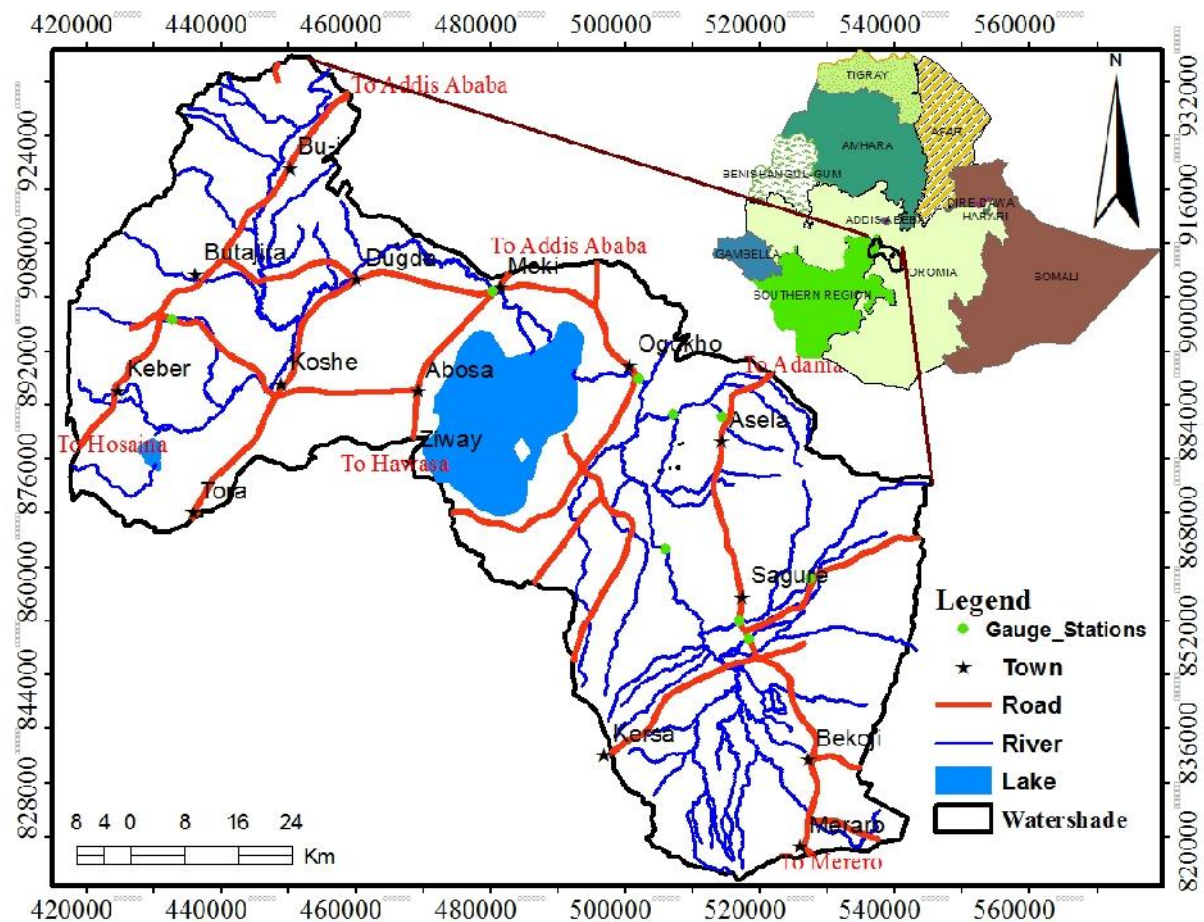 420000 440000 460000 480000 500000 520000 540000 560000
N
TIGRAY
AFAR
AMHARA
BENISHANGUL-GUM
DIRE DAWA
HARARI
ADDIS ABEBA
GAMBELLA
OROMIA
SOMALI
SOUTHERN REGION
To Addis Ababa
Bu-i
To Addis Ababa
Butajira
Dugda
Meki
Ogokho
Keber
Koshe
Abosa
To Adama
Asela
To Hosaina
Ziway
To Hawasa
Tora
Sagure
Kersa
Bekoji
Meraro
To Merero
Legend
Gauge_Stations
Town
Road
River
Lake
Watershade
8 4 0 8 16 24
Km
924000
908000
892000
876000
860000
844000
828000
932000
916000
900000
884000
868000
852000
836000
820000
420000 440000 460000 480000 500000 520000 540000 560000